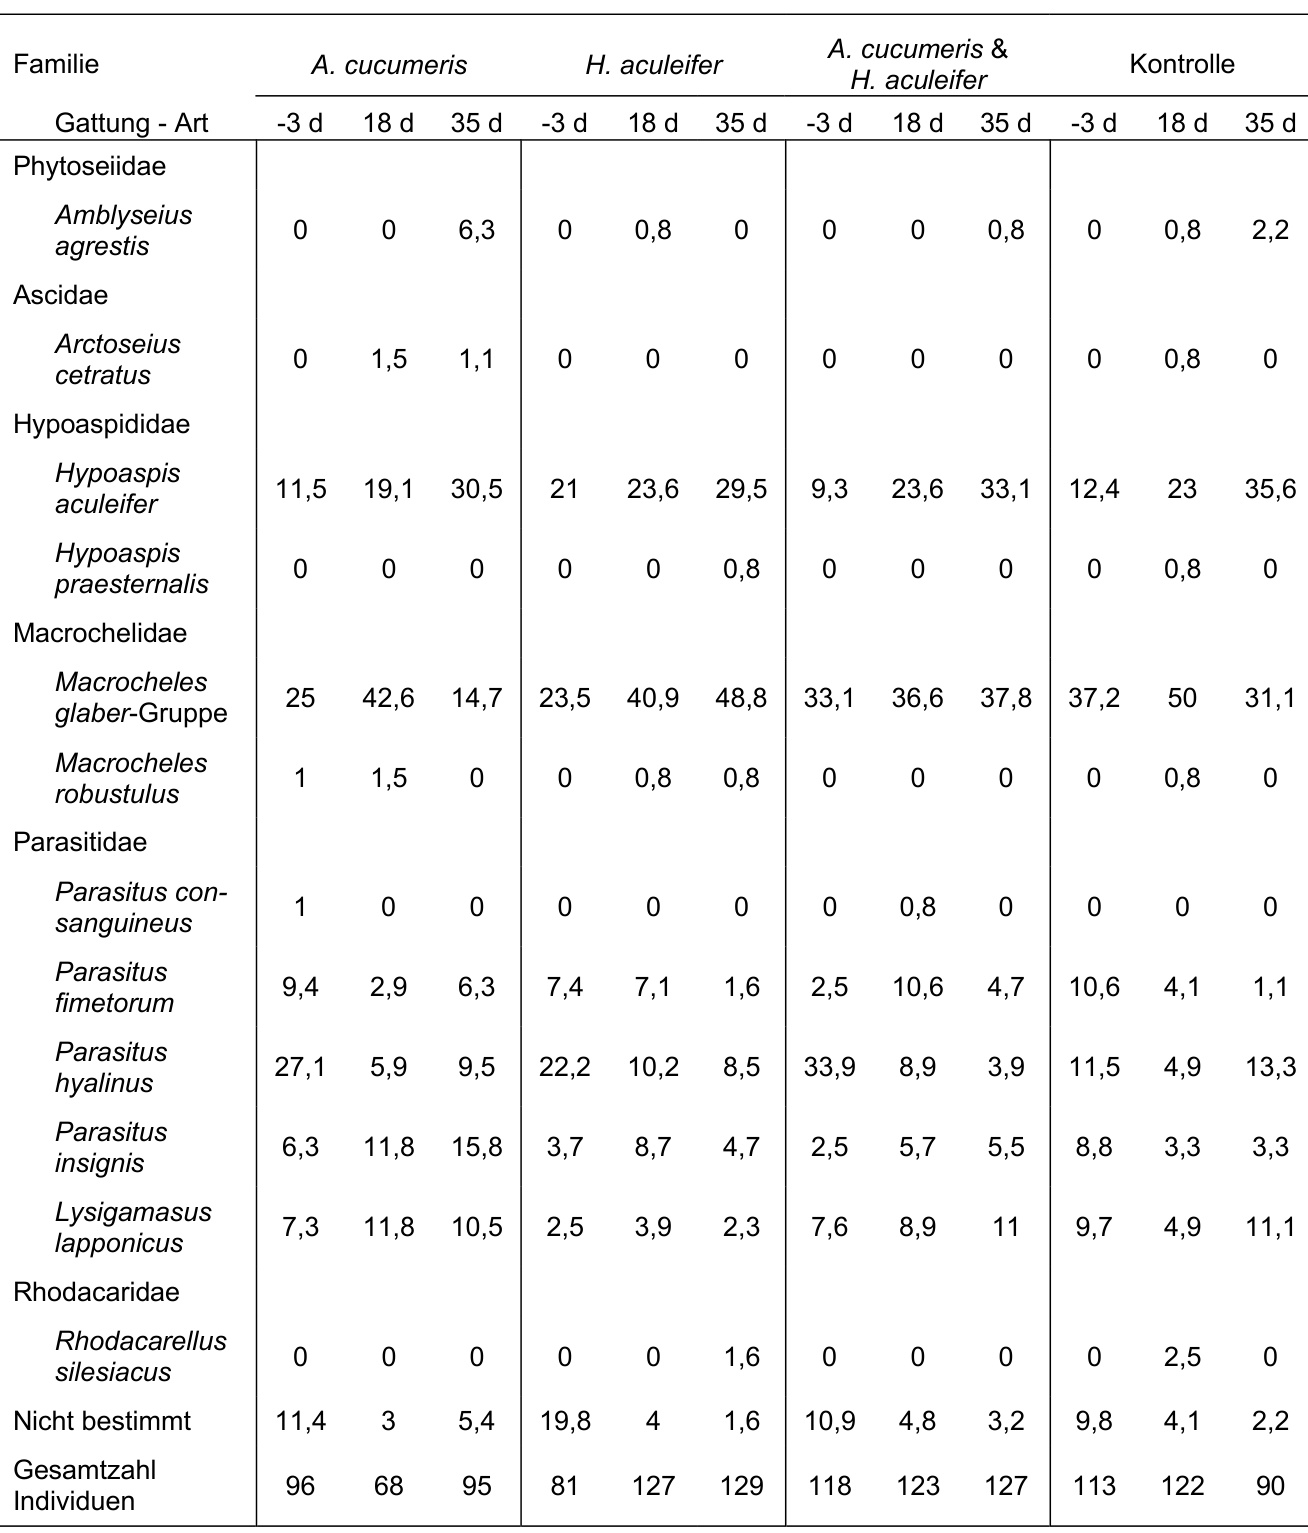 A. cucumeris &
Familie A. cucumeris H. aculeifer H. aculeifer Kontrolle
Gattung - Art -3 d 18 d 35 d -3 d 18 d 35 d -3 d 18 d 35 d -3 d 18 d 35 d
Phytoseiidae
Amblyseius
agrestis 0 0 6,3 0 0,8 0 0 0 0,8 0 0,8 2,2
Ascidae
Arctoseius
cetratus 0 1,5 1,1 0 0 0 0 0 0 0 0,8 0
Hypoaspididae
Hypoaspis
aculeifer 11,5 19,1 30,5 21 23,6 29,5 9,3 23,6 33,1 12,4 23 35,6
Hypoaspis
praesternalis 0 0 0 0 0 0,8 0 0 0 0 0,8 0
Macrochelidae
Macrocheles
glaber-Gruppe 25 42,6 14,7 23,5 40,9 48,8 33,1 36,6 37,8 37,2 50 31,1
Macrocheles
robustulus 1 1,5 0 0 0,8 0,8 0 0 0 0 0,8 0
Parasitidae
Parasitus con-
sanguineus 1 0 0 0 0 0 0 0,8 0 0 0 0
Parasitus
fimetorum 9,4 2,9 6,3 7,4 7,1 1,6 2,5 10,6 4,7 10,6 4,1 1,1
Parasitus
hyalinus 27,1 5,9 9,5 22,2 10,2 8,5 33,9 8,9 3,9 11,5 4,9 13,3
Parasitus
insignis 6,3 11,8 15,8 3,7 8,7 4,7 2,5 5,7 5,5 8,8 3,3 3,3
Lysigamasus
lapponicus 7,3 11,8 10,5 2,5 3,9 2,3 7,6 8,9 11 9,7 4,9 11,1
Rhodacaridae
Rhodacarellus
silesiacus 0 0 0 0 0 1,6 0 0 0 0 2,5 0
Nicht bestimmt 11,4 3 5,4 19,8 4 1,6 10,9 4,8 3,2 9,8 4,1 2,2
Gesamtzahl
Individuen 96 68 95 81 127 129 118 123 127 113 122 90